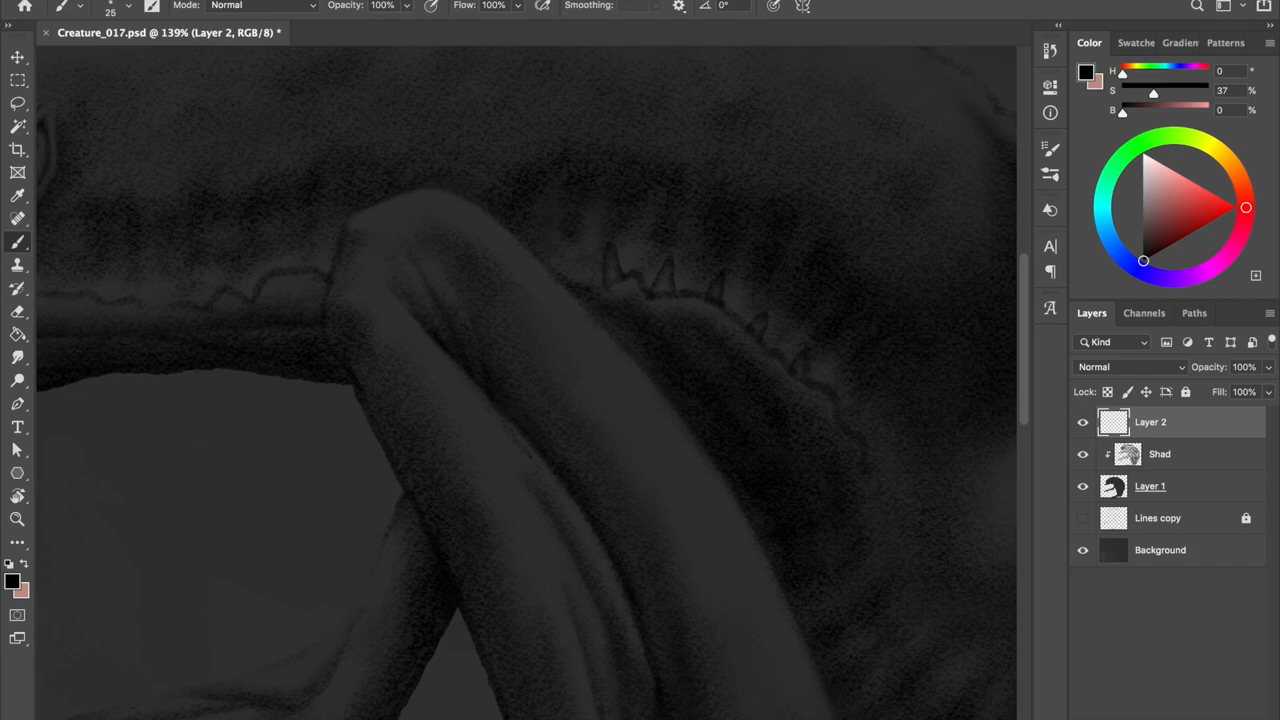 25 Mode: Normal Opacity: 100% Flow: 100% Smoothing: 0°
× Creature_017.psd @ 139% (Layer 2, RGB/8) *
Color Swatche Gradien Patterns
H 0 °
S 37 %
B 0 %
Layers Channels Paths
Kind
Normal Opacity: 100%
Lock: Fill: 100%
Layer 2
Shad
Layer 1
Lines copy
Background